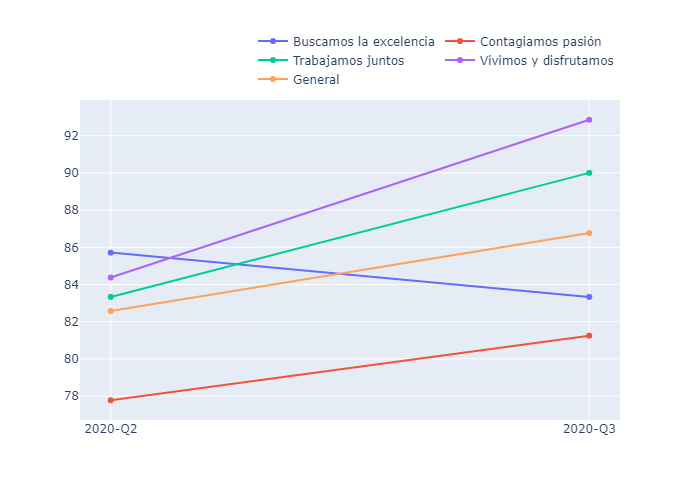 Buscamos la excelencia Contagiamos pasión
Trabajamos juntos Vivimos y disfrutamos
General
92
90
88
86
84
82
80
78
2020-Q2 2020-Q3